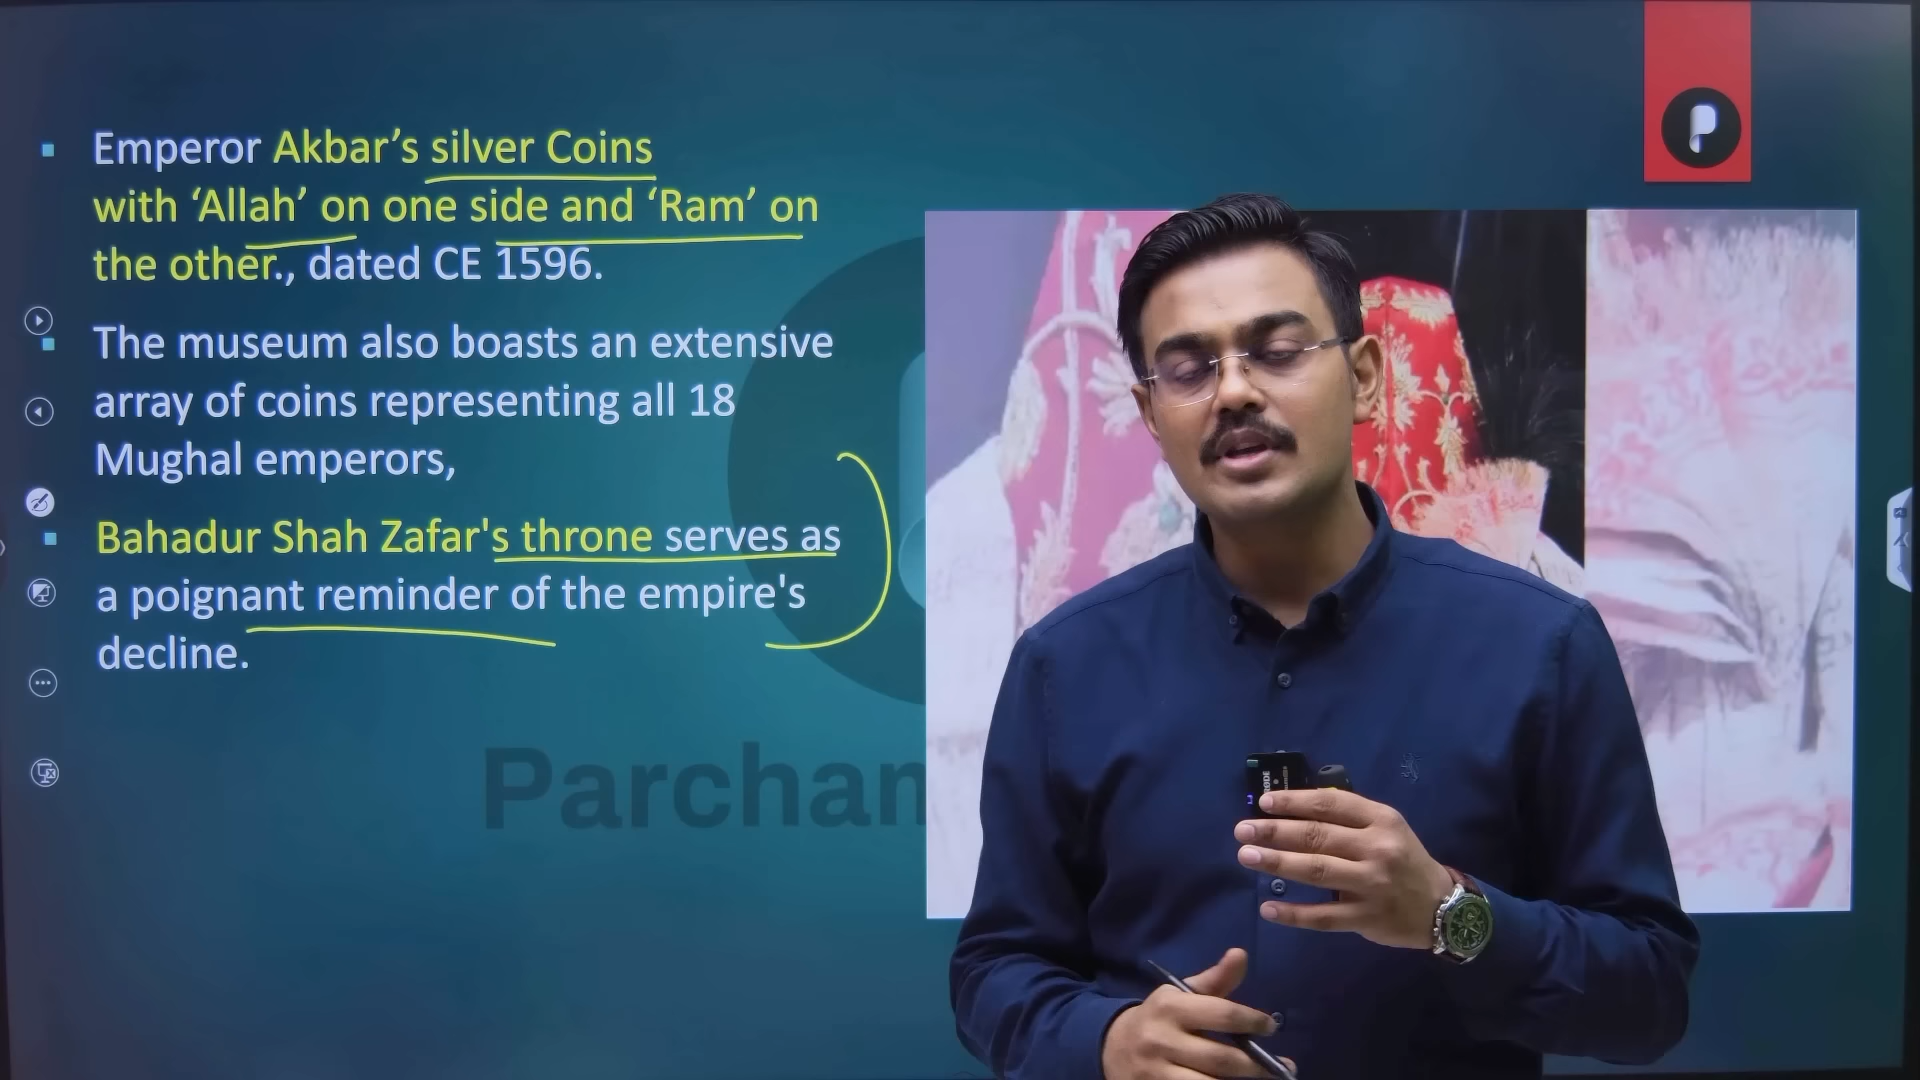 Emperor Akbar’s silver Coins
with ‘Allah’ on one side and ‘Ram’ on
the other., dated CE 1596.
The museum also boasts an extensive
array of coins representing all 18
Mughal emperors,
Bahadur Shah Zafar's throne serves as
a poignant reminder of the empire's
decline.
Parcham
RODE